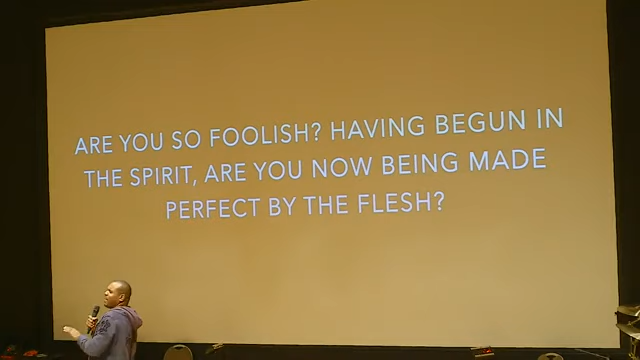 ARE YOU SO FOOLISH? HAVING BEGUN IN
THE SPIRIT, ARE YOU NOW BEING MADE
PERFECT BY THE FLESH?